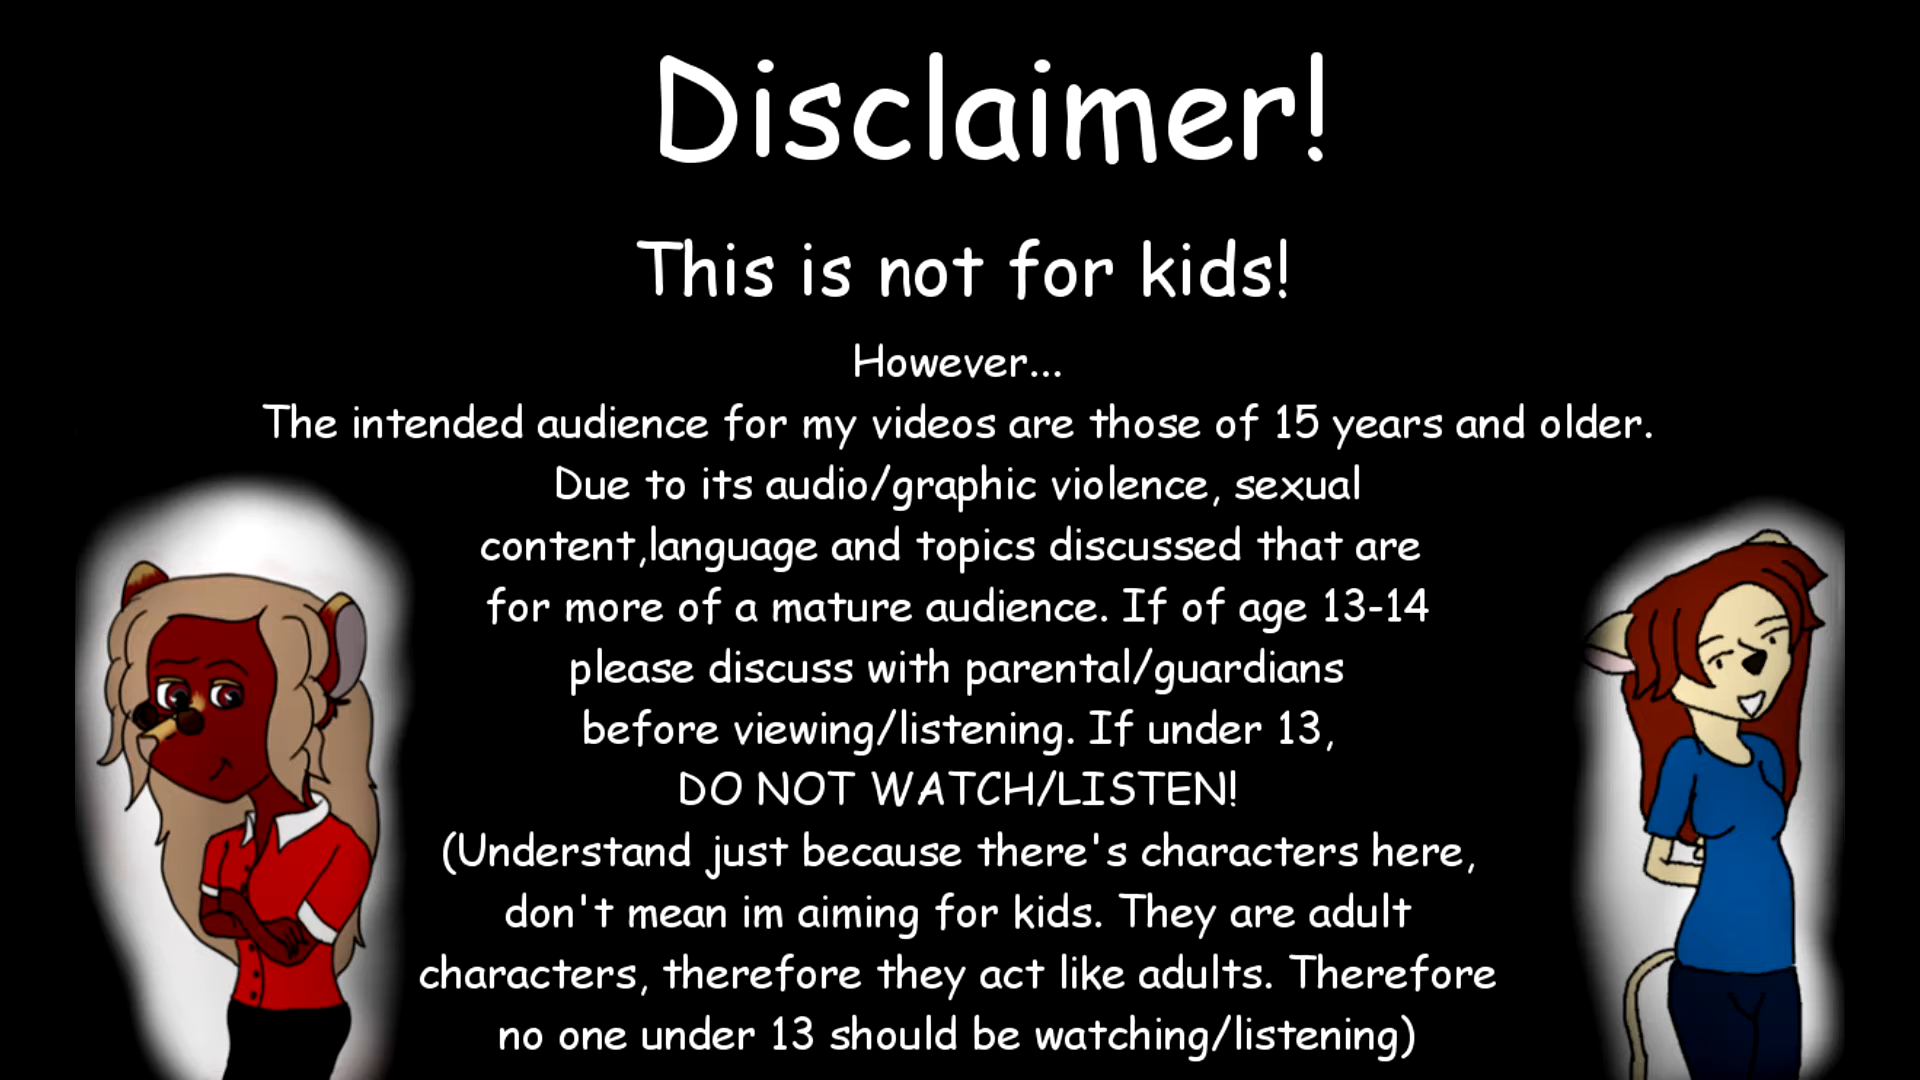 Disclaimer!
This is not for kids!
However...
The intended audience for my videos are those of 15 years and older.
Due to its audio/graphic violence, sexual
content,language and topics discussed that are
for more of a mature audience. If of age 13-14
please discuss with parental/guardians
before viewing/listening. If under 13,
DO NOT WATCH/LISTEN!
(Understand just because there's characters here,
don't mean im aiming for kids. They are adult
characters, therefore they act like adults. Therefore
no one under 13 should be watching/listening)